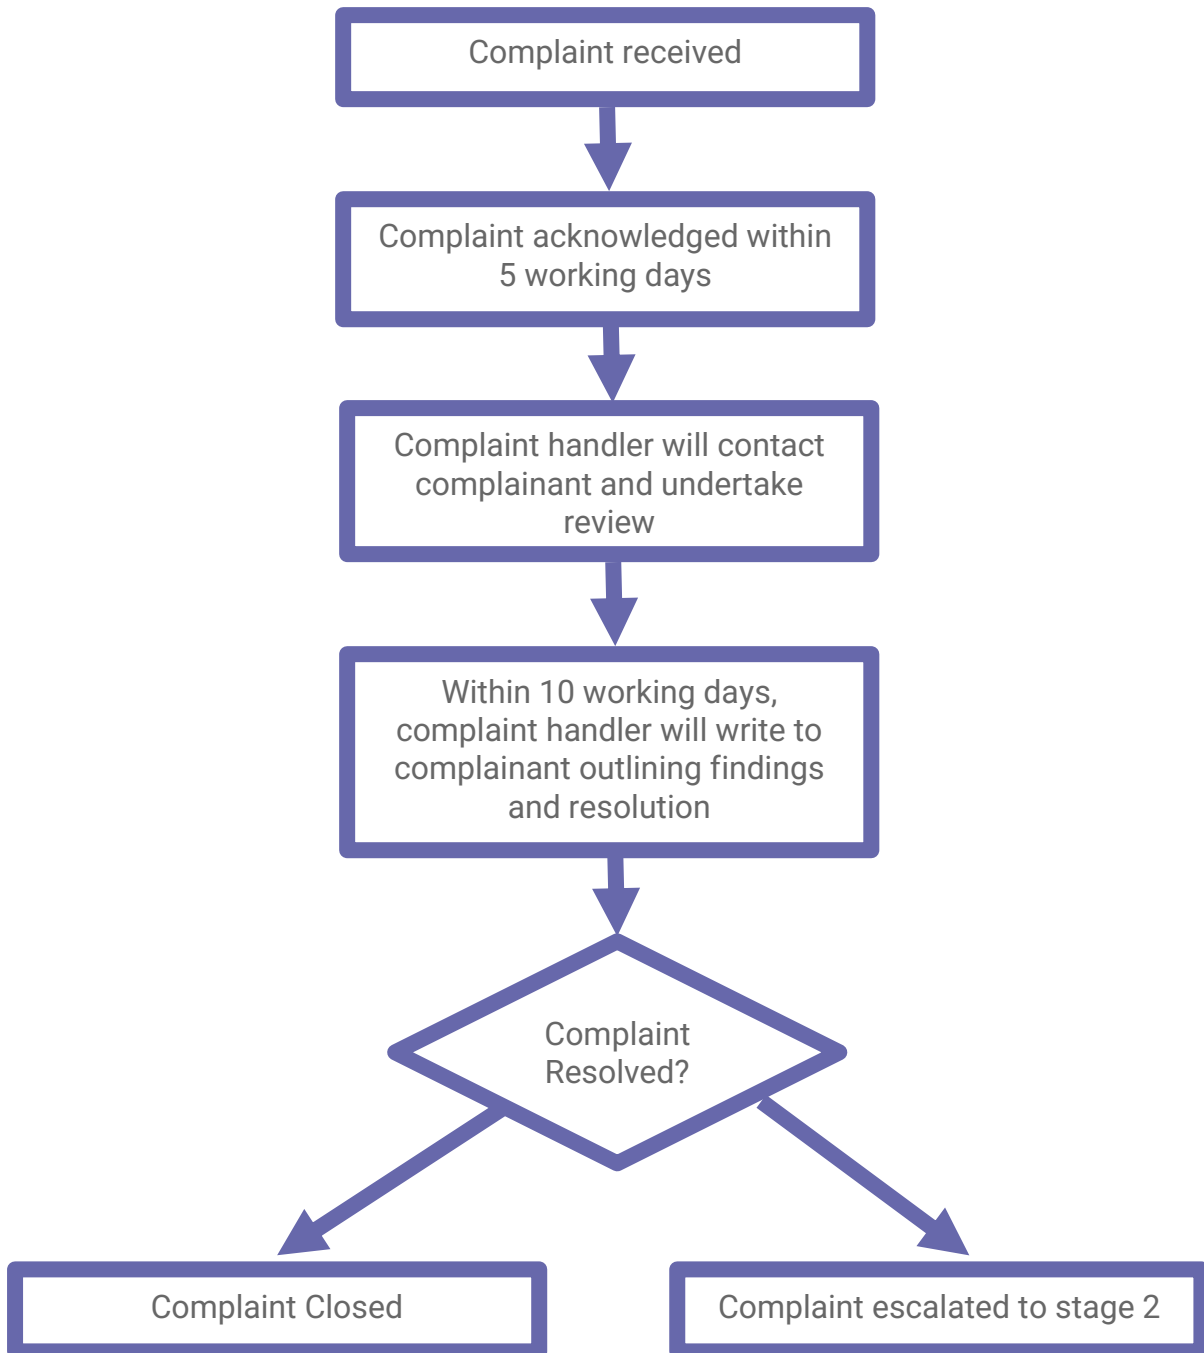 Complaint received
Complaint acknowledged within
5 working days
Complaint handler will contact
complainant and undertake
review
Within 10 working days,
complaint handler will write to
complainant outlining findings
and resolution
Complaint
Resolved?
Complaint Closed
Complaint escalated to stage 2